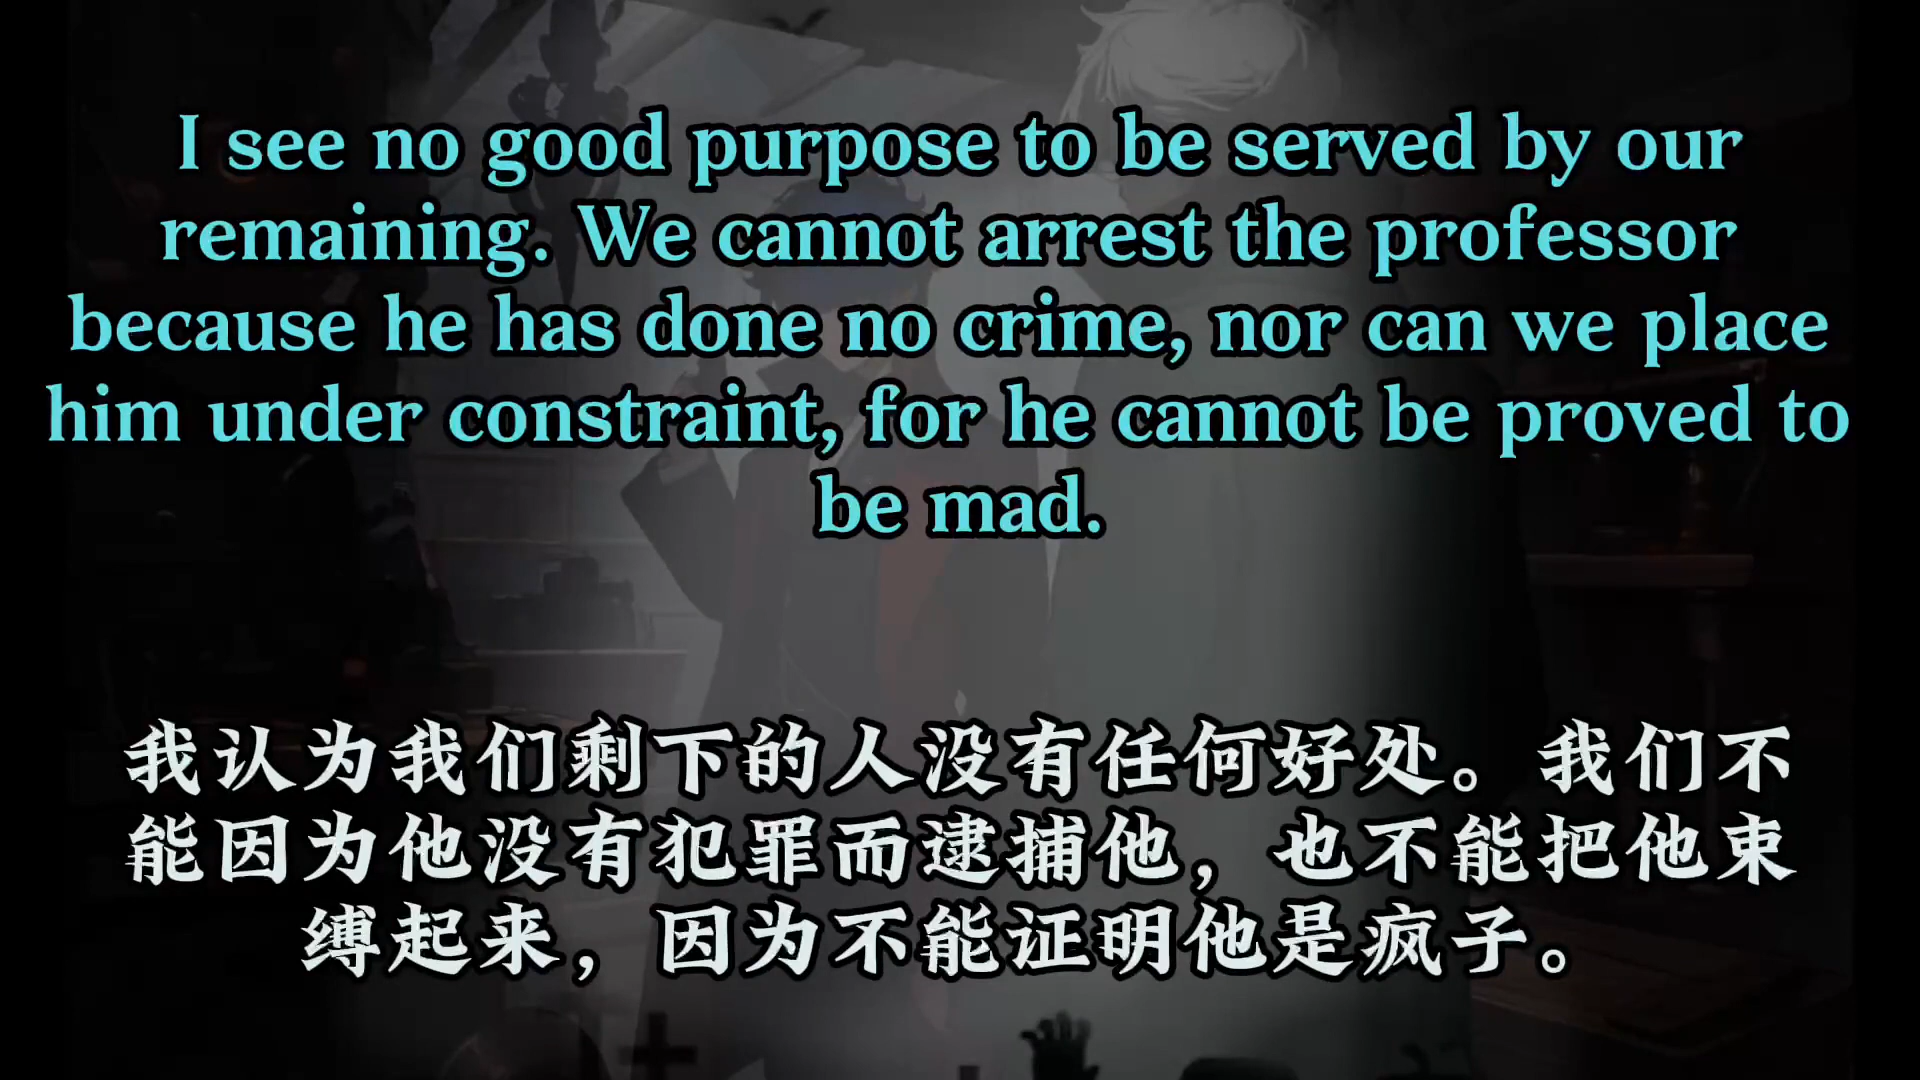 I see no good purpose to be served by our
remaining. We cannot arrest the professor
because he has done no crime, nor can we place
him under constraint, for he cannot be proved to
be mad.
我认为我们剩下的人没有任何好处。我们不
能因为他没有犯罪而逮捕他，也不能把他束
缚起来，因为不能证明他是疯子。